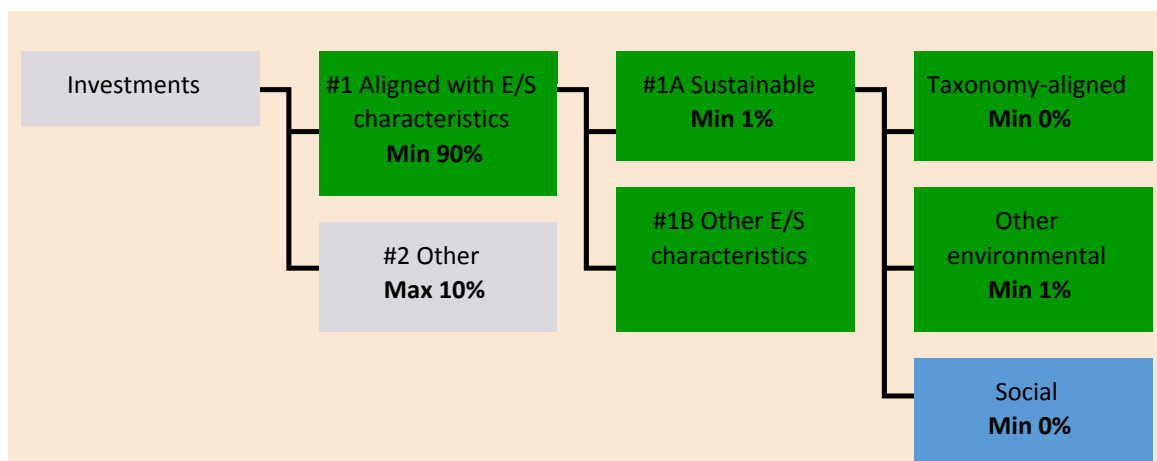 Investments
#1 Aligned with E/S
characteristics
Min 90%
#2 Other
Max 10%
#1A Sustainable
Min 1%
#1B Other E/S
characteristics
Taxonomy-aligned
Min 0%
Other
environmental
Min 1%
Social
Min 0%